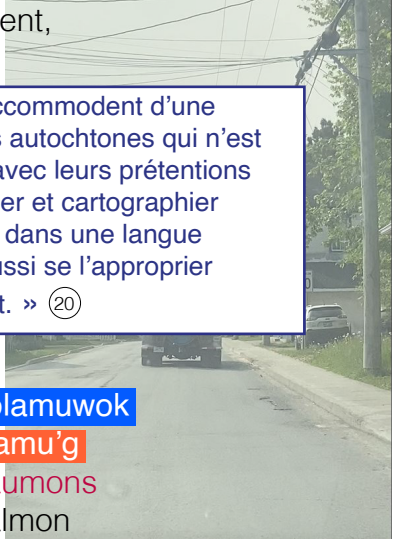 ent,
ccommodent d'une
s autochtones qui n'est
avec leurs prétentions
er et cartographier
dans une langue
ussi se l'approprier
t. » 20
olamuwok
amu'g
umons
lmon